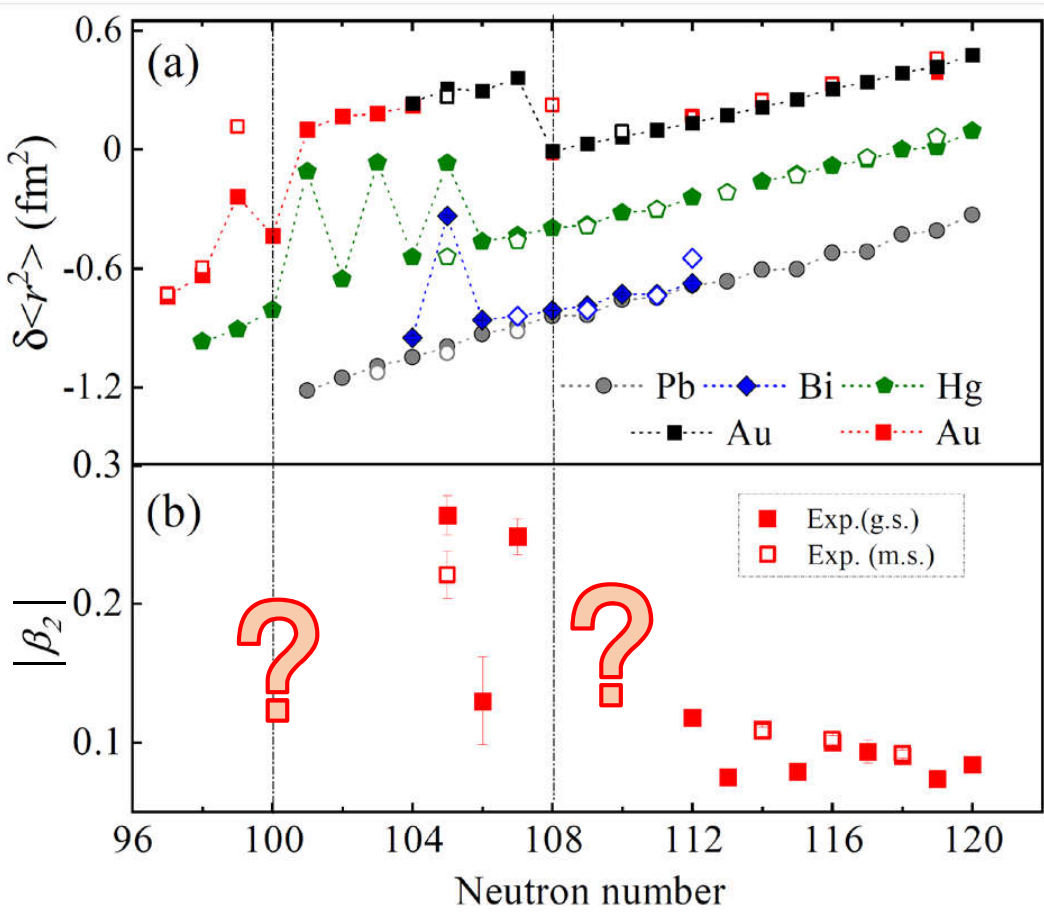 0.6
(a)
0
-0.6
-1.2
δ<r²> (fm²)
Pb Bi Hg
Au Au
0.3
(b)
Exp.(g.s.)
Exp. (m.s.)
0.2
? ?
0.1
|β₂|
96 100 104 108 112 116 120
Neutron number